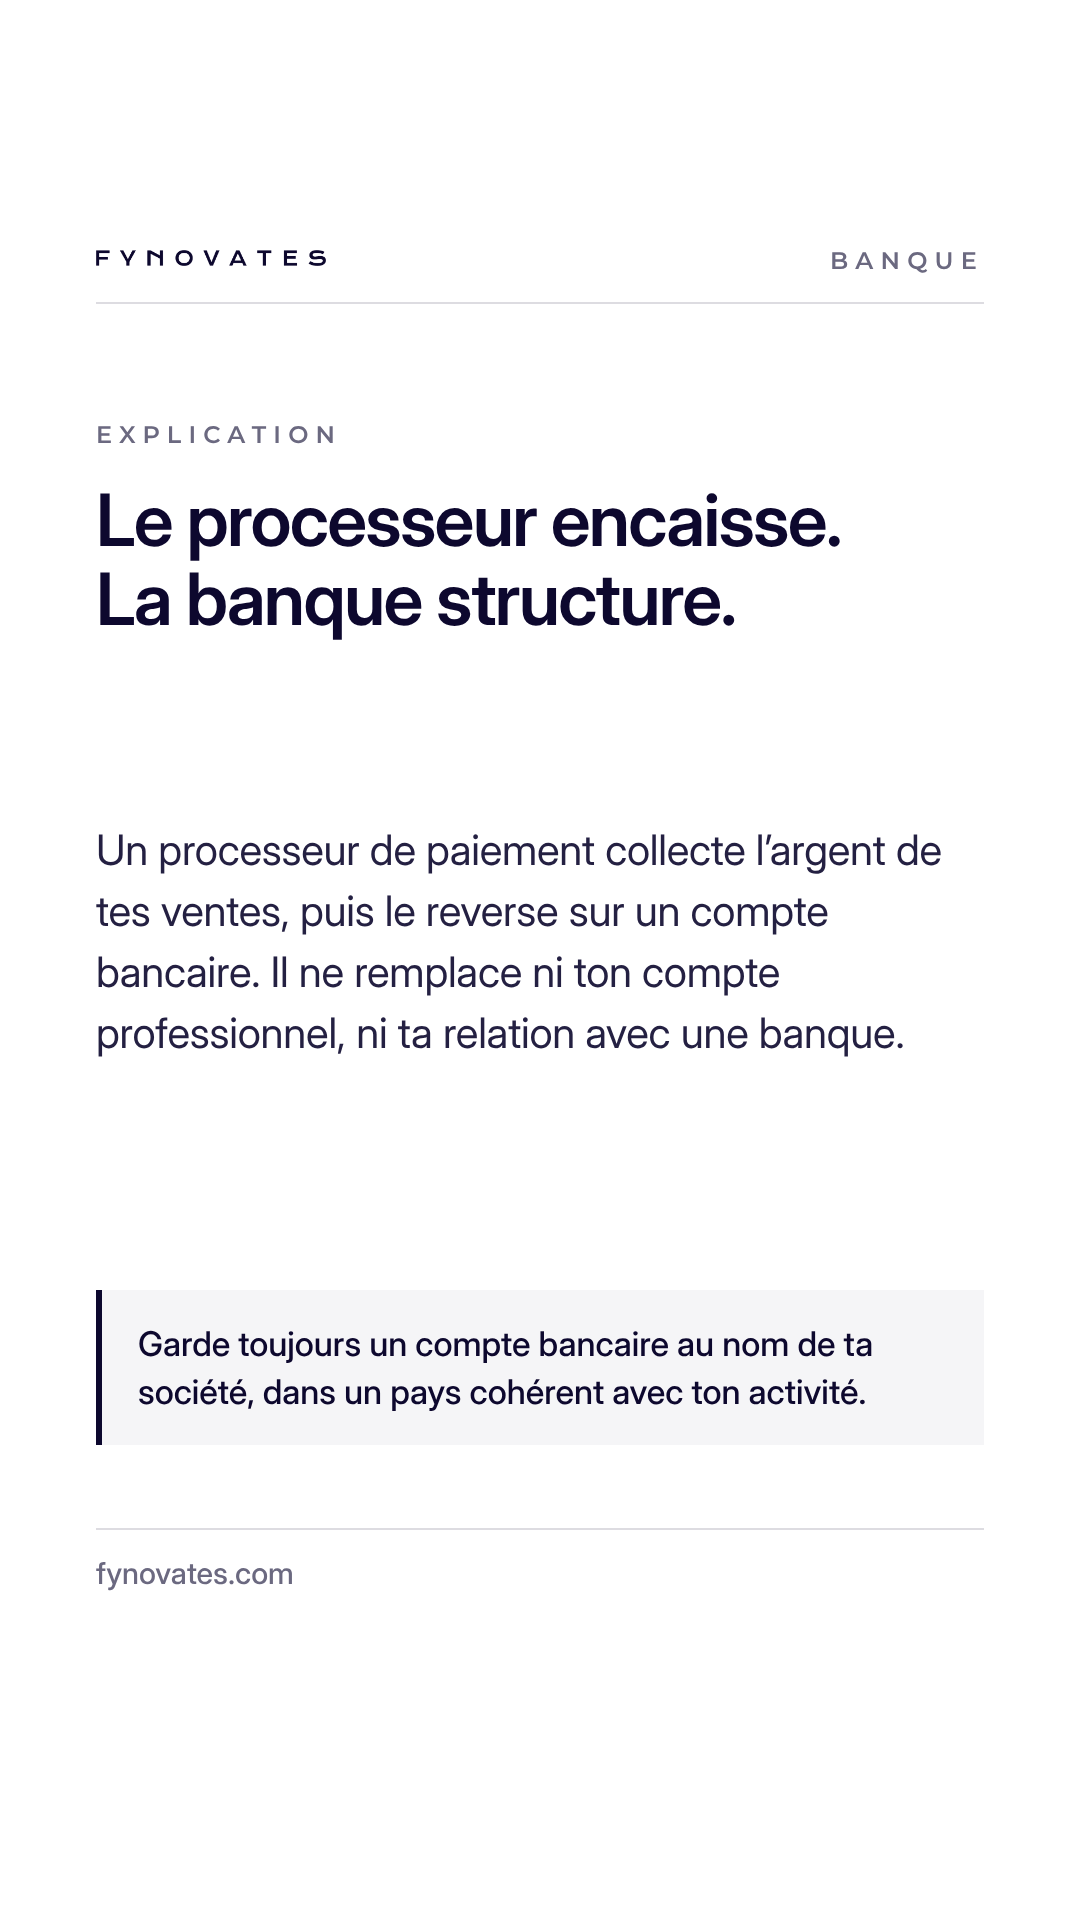 FYNOVATES
BANQUE
EXPLICATION
Le processeur encaisse.
La banque structure.
Un processeur de paiement collecte l’argent de
tes ventes, puis le reverse sur un compte
bancaire. Il ne remplace ni ton compte
professionnel, ni ta relation avec une banque.
Garde toujours un compte bancaire au nom de ta
société, dans un pays cohérent avec ton activité.
fynovates.com